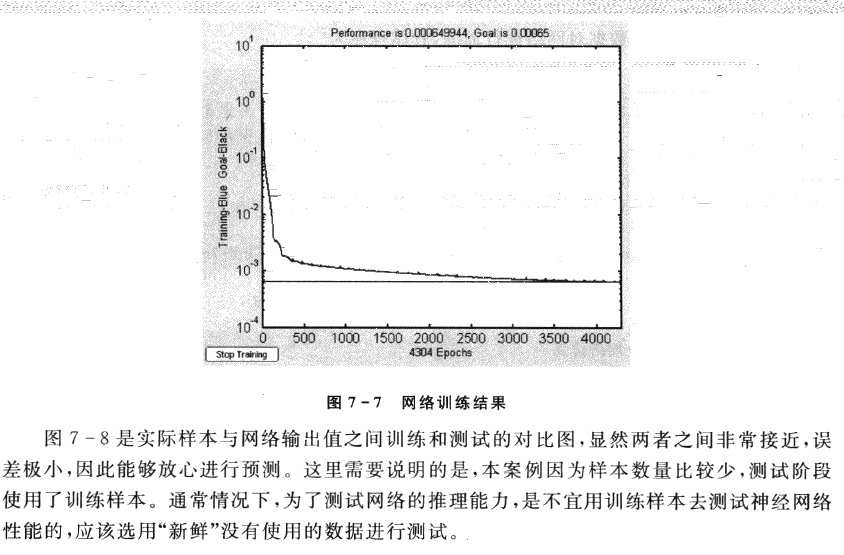 Performance is 0.000649944, Goal is 0.00065
10^1
10^0
10^-1
10^-2
10^-3
10^-4
Training-Blue Goal-Black
0 500 1000 1500 2000 2500 3000 3500 4000
4304 Epochs
Stop Training
图 7-7 网络训练结果
图 7-8 是实际样本与网络输出值之间训练和测试的对比图,显然两者之间非常接近,误
差极小,因此能够放心进行预测。这里需要说明的是,本案例因为样本数量比较少,测试阶段
使用了训练样本。通常情况下,为了测试网络的推理能力,是不宜用训练样本去测试神经网络
性能的,应该选用“新鲜”没有使用的数据进行测试。